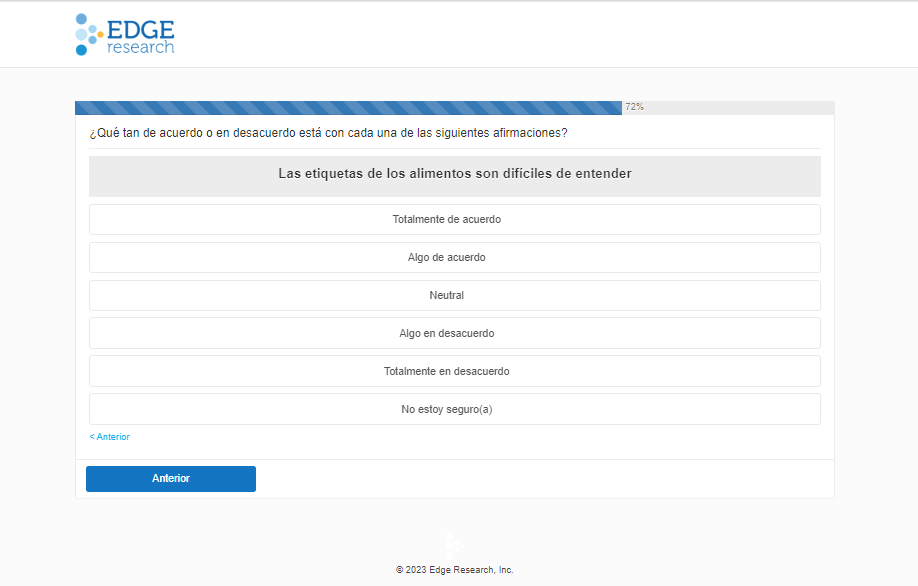 EDGE
research
72%
¿Qué tan de acuerdo o en desacuerdo está con cada una de las siguientes afirmaciones?
Las etiquetas de los alimentos son difíciles de entender
Totalmente de acuerdo
Algo de acuerdo
Neutral
Algo en desacuerdo
Totalmente en desacuerdo
No estoy seguro(a)
< Anterior
Anterior
© 2023 Edge Research, Inc.